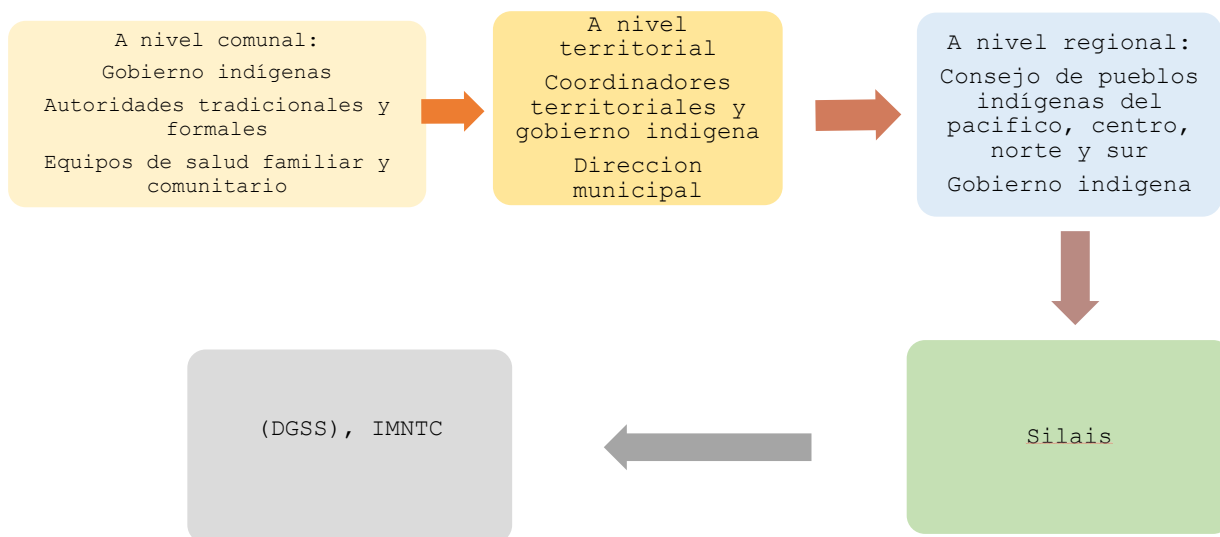 A nivel comunal:
Gobierno indígenas
Autoridades tradicionales y
formales
Equipos de salud familiar y
comunitario
A nivel
territorial
Coordinadores
territoriales y
gobierno indigena
Direccion
municipal
A nivel regional:
Consejo de pueblos
indígenas del
pacifico, centro,
norte y sur
Gobierno indigena
Silais
(DGSS), IMNTC